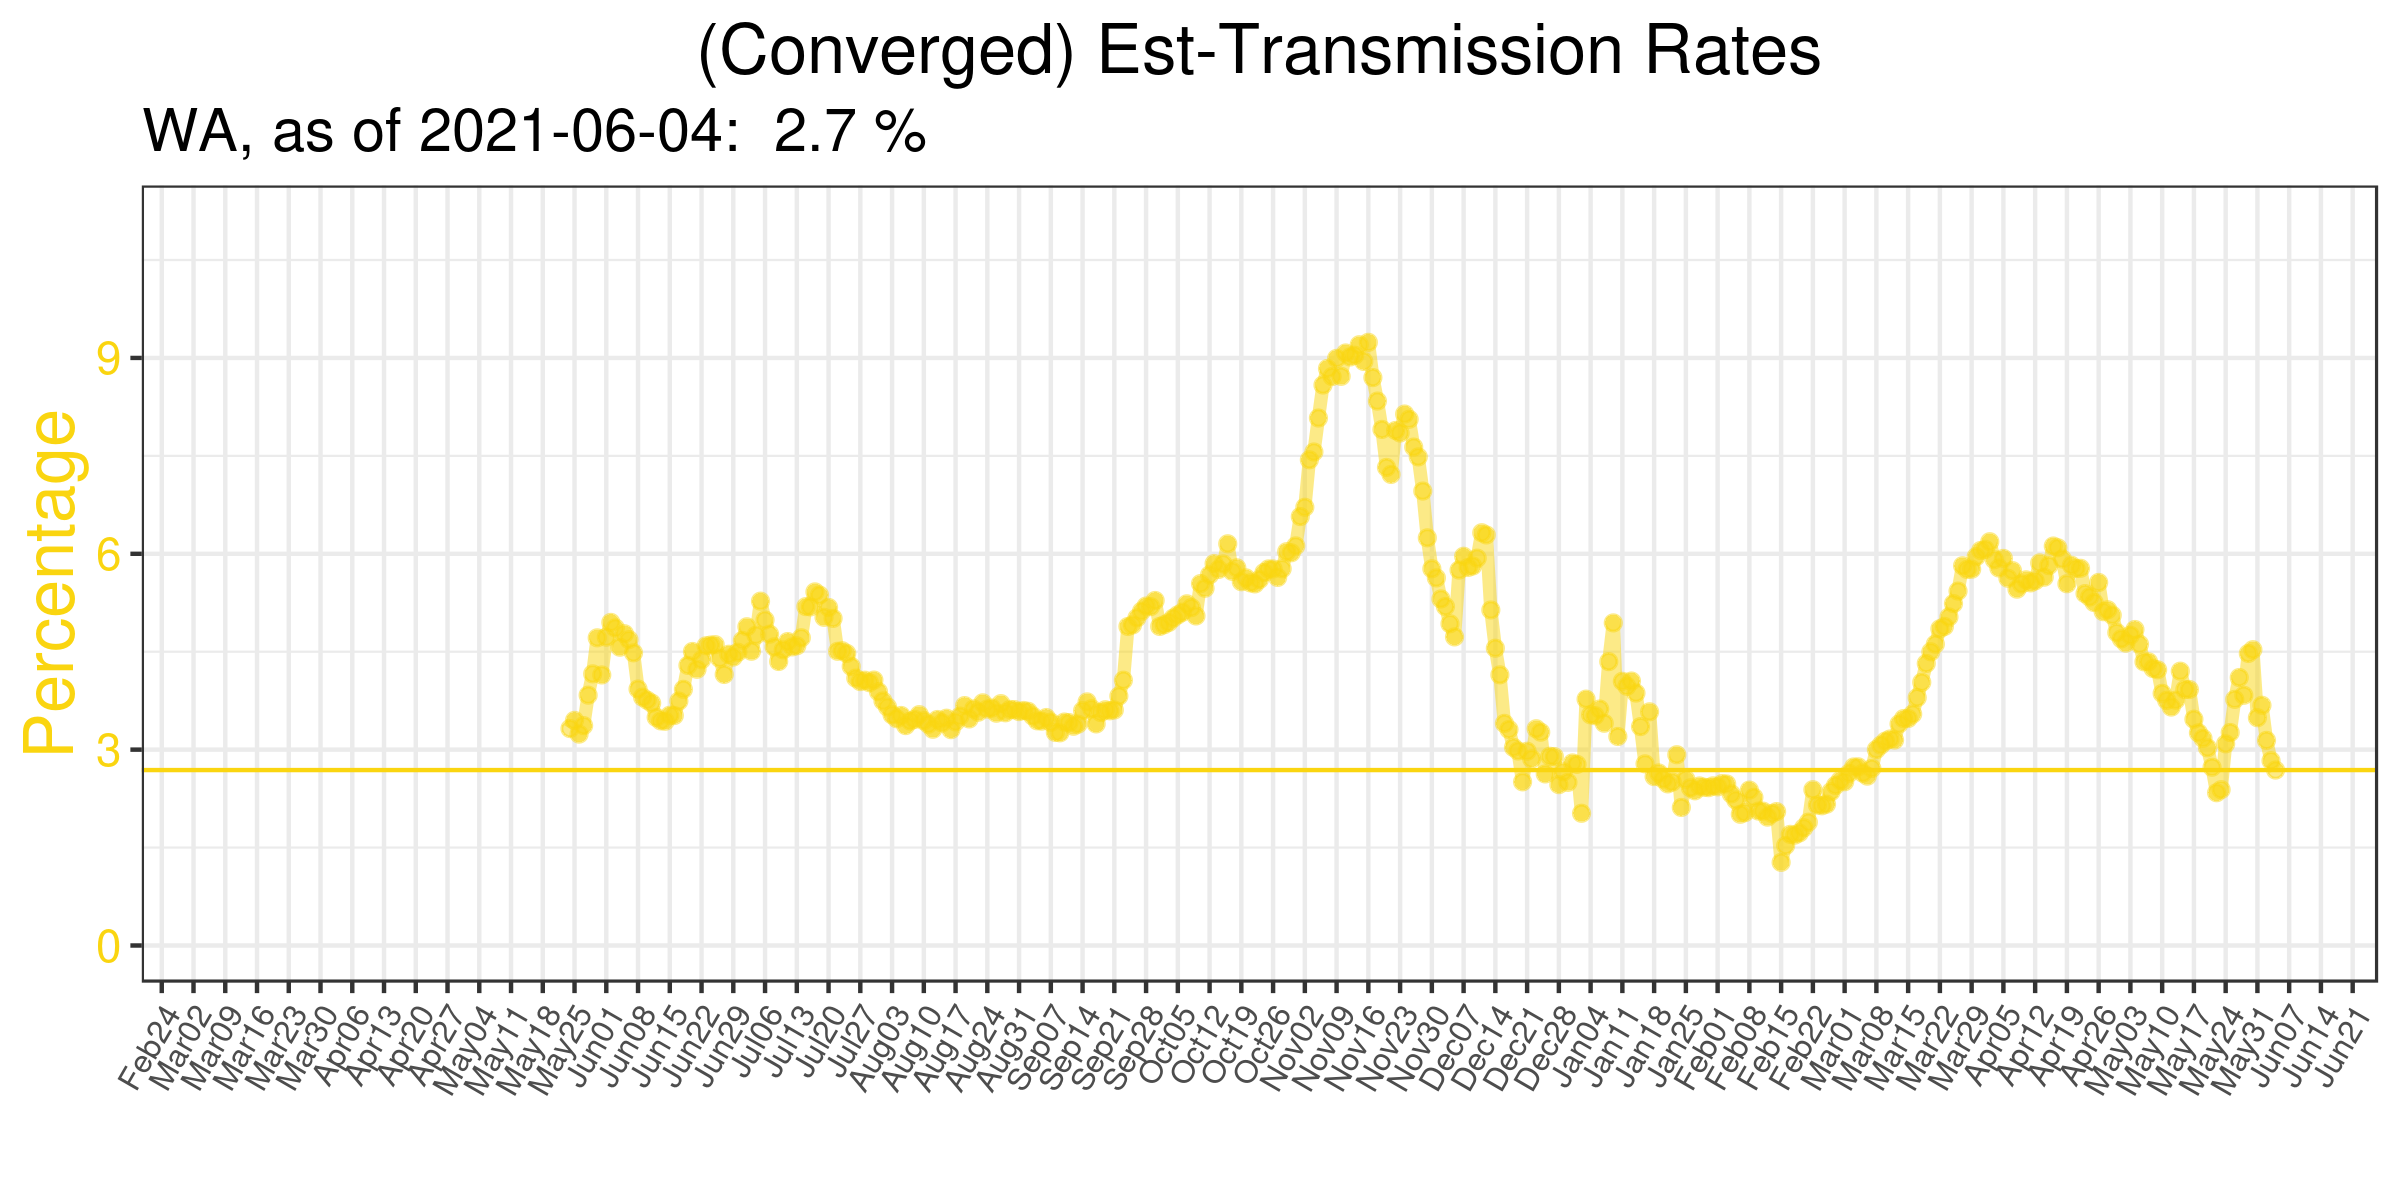 (Converged) Est-Transmission Rates
WA, as of 2021-06-04:  2.7 %
Percentage
9
6
3
0
Feb24
Mar02
Mar09
Mar16
Mar23
Mar30
Apr06
Apr13
Apr20
Apr27
May04
May11
May18
May25
Jun01
Jun08
Jun15
Jun22
Jun29
Jul06
Jul13
Jul20
Jul27
Aug03
Aug10
Aug17
Aug24
Aug31
Sep07
Sep14
Sep21
Sep28
Oct05
Oct12
Oct19
Oct26
Nov02
Nov09
Nov16
Nov23
Nov30
Dec07
Dec14
Dec21
Dec28
Jan04
Jan11
Jan18
Jan25
Feb01
Feb08
Feb15
Feb22
Mar01
Mar08
Mar15
Mar22
Mar29
Apr05
Apr12
Apr19
Apr26
May03
May10
May17
May24
May31
Jun07
Jun14
Jun21